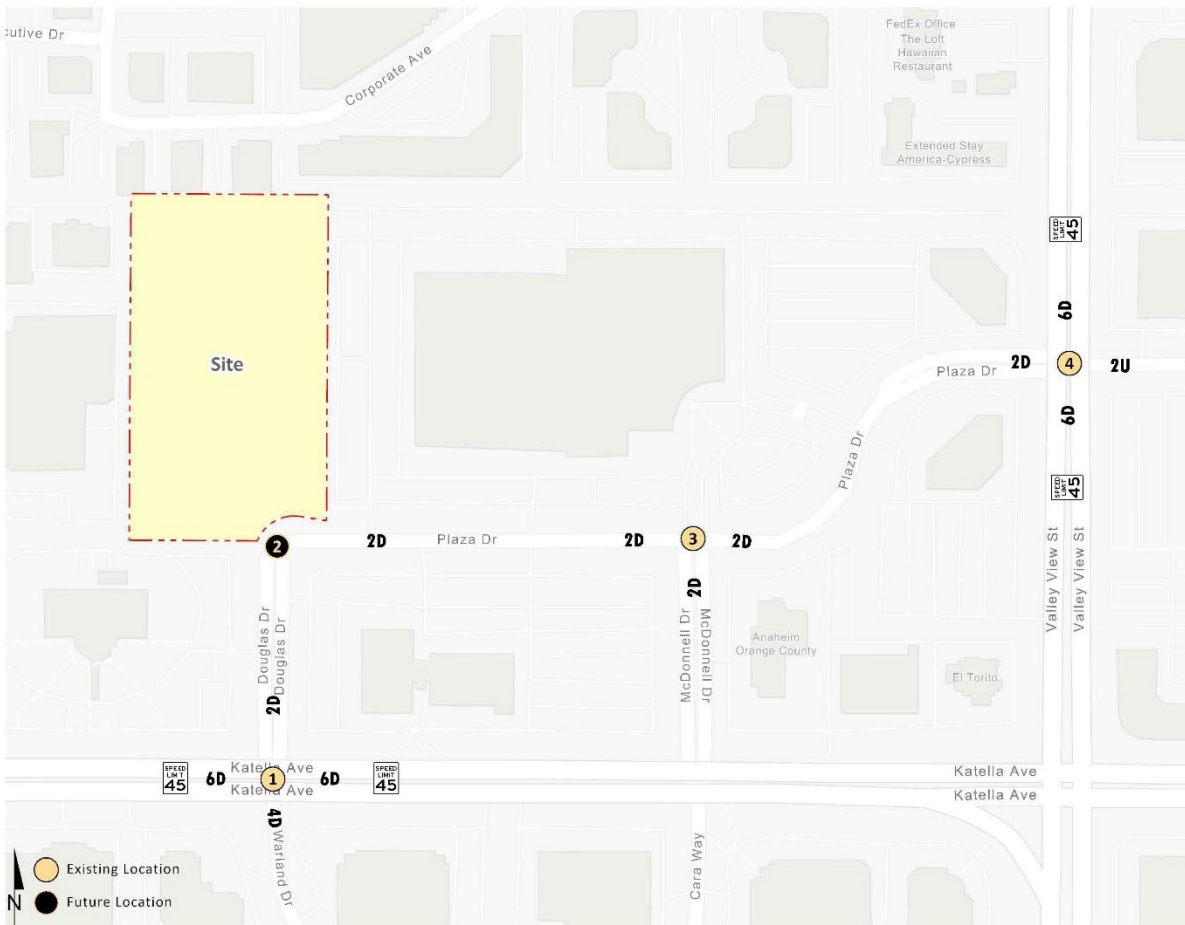 cutive Dr
Corporate Ave
FedEx Office
The Loft
Hawaiian
Restaurant
Extended Stay
America-Cypress
SPEED
LIMIT
45
6D
Site
Plaza Dr
2D
4
2U
6D
Plaza Dr
SPEED
LIMIT
45
2
2D
Plaza Dr
2D
3
2D
2D
Valley View St
Valley View St
Douglas Dr
Douglas Dr
McDonnell Dr
McDonnell Dr
Anaheim
Orange County
El Torito
2D
SPEED
LIMIT
45
6D
Katella Ave
Katella Ave
1
6D
SPEED
LIMIT
45
Katella Ave
Katella Ave
4D
Warland Dr
Cara Way
N
Existing Location
Future Location